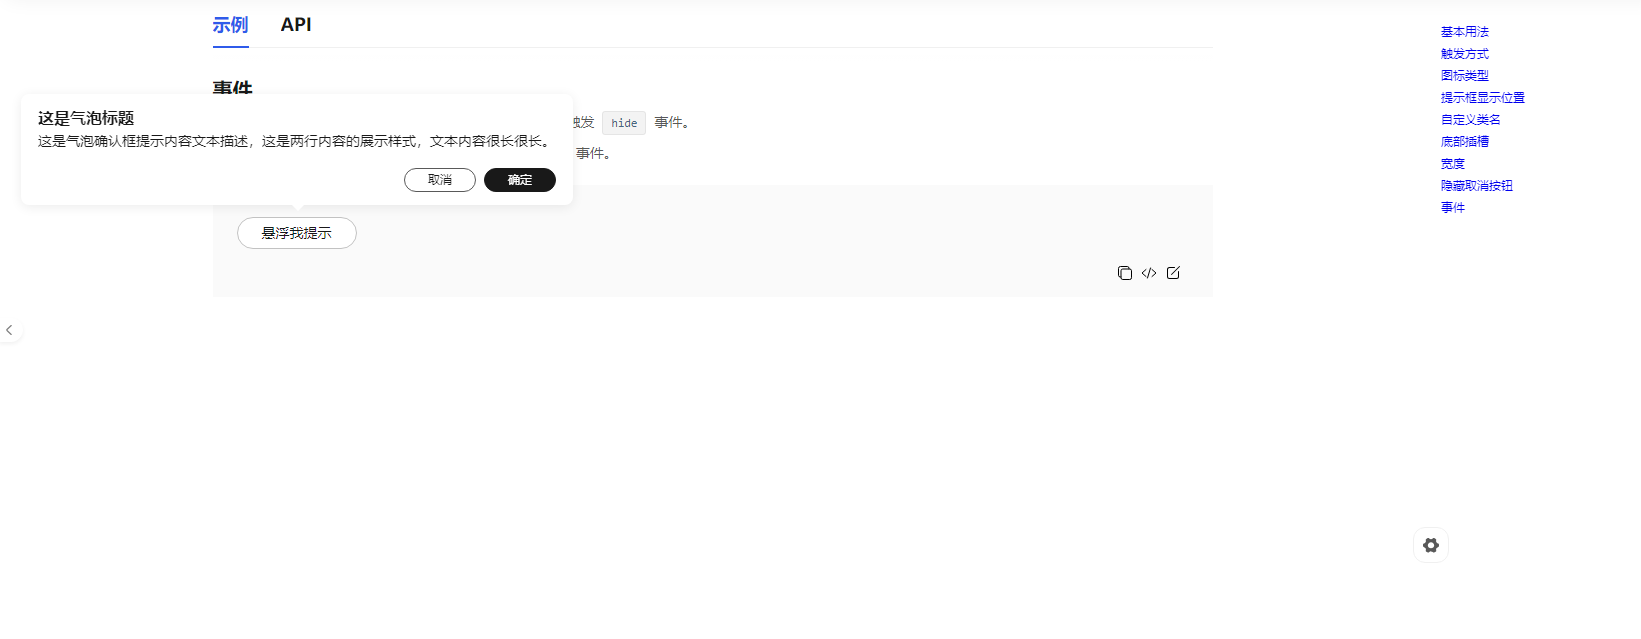 示例 API
事件
这是气泡标题
这是气泡确认框提示内容文本描述，这是两行内容的展示样式，文本内容很长很长。
触发 hide 事件。
事件。
取消 确定
悬浮我提示
基本用法
触发方式
图标类型
提示框显示位置
自定义类名
底部插槽
宽度
隐藏取消按钮
事件